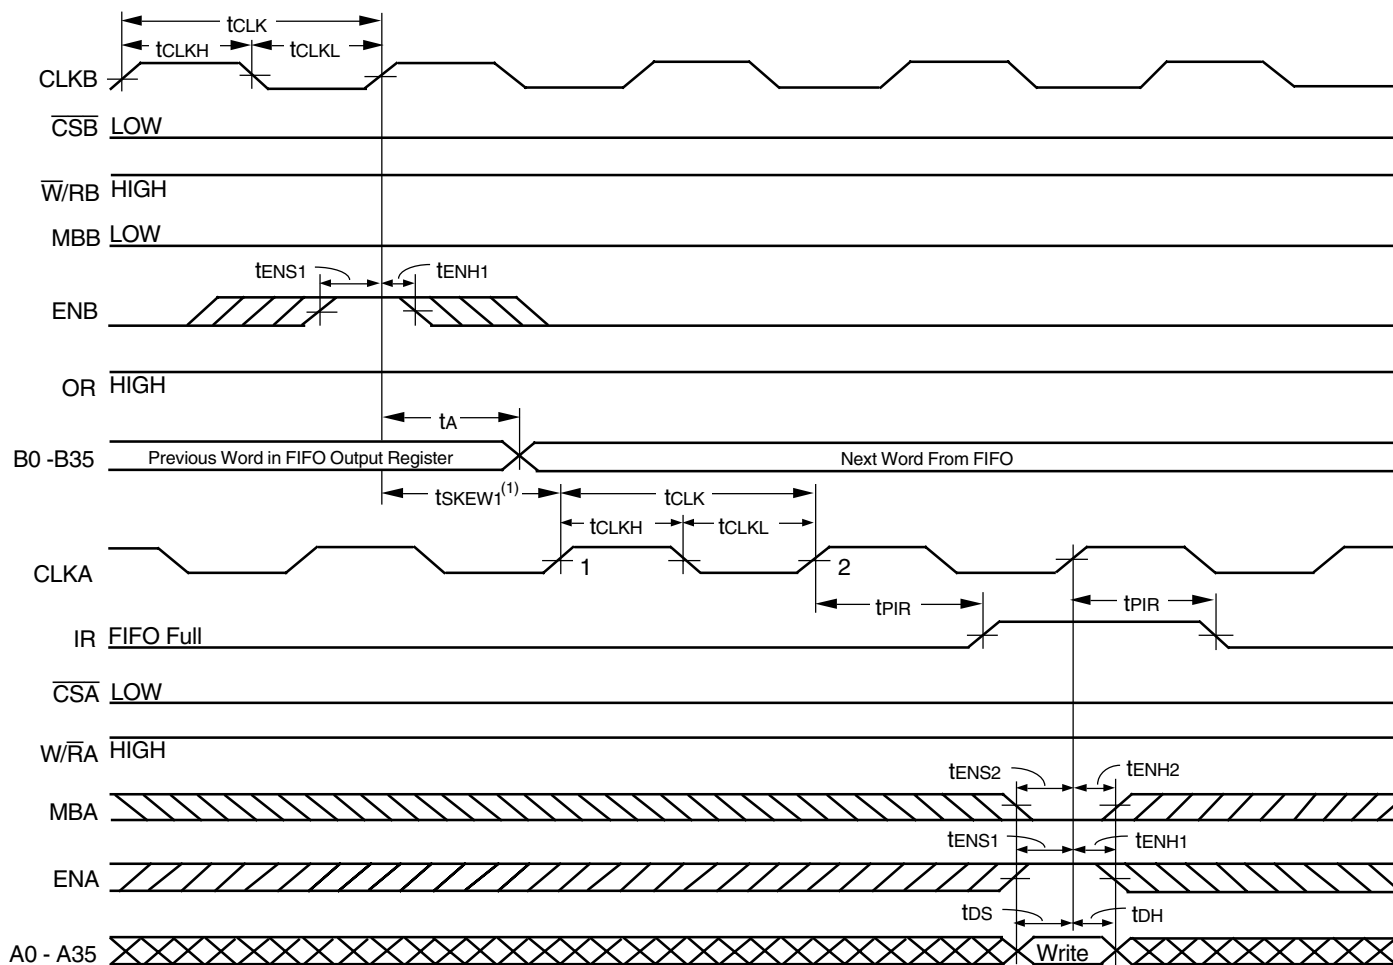 tCLK
tCLKH tCLKL
CLKB
CSB LOW
W/RB HIGH
MBB LOW
tENS1 tENH1
ENB
OR HIGH
tA
B0 -B35 Previous Word in FIFO Output Register Next Word From FIFO
tSKEW1(1) tCLK
tCLKH tCLKL
CLKA 1 2
tPIR tPIR
IR FIFO Full
CSA LOW
W/RA HIGH
tENS2 tENH2
MBA
tENS1 tENH1
ENA
tDS tDH
A0 - A35 Write